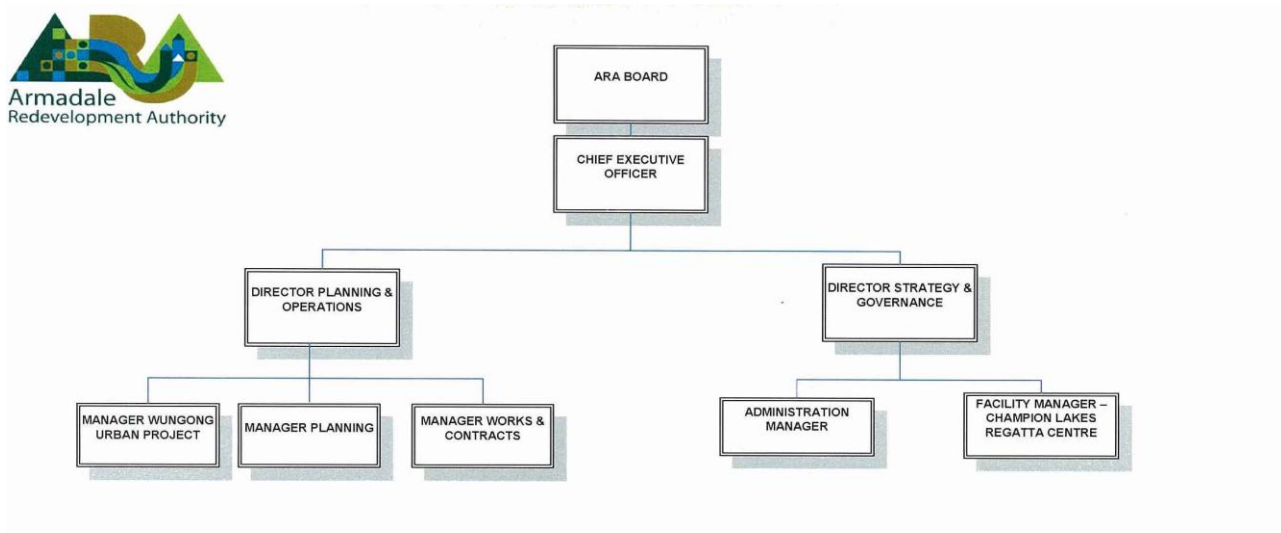 Armadale
Redevelopment Authority
ARA BOARD
CHIEF EXECUTIVE
OFFICER
DIRECTOR PLANNING &
OPERATIONS
DIRECTOR STRATEGY &
GOVERNANCE
MANAGER WUNGONG
URBAN PROJECT
MANAGER PLANNING
MANAGER WORKS &
CONTRACTS
ADMINISTRATION
MANAGER
FACILITY MANAGER –
CHAMPION LAKES
REGATTA CENTRE